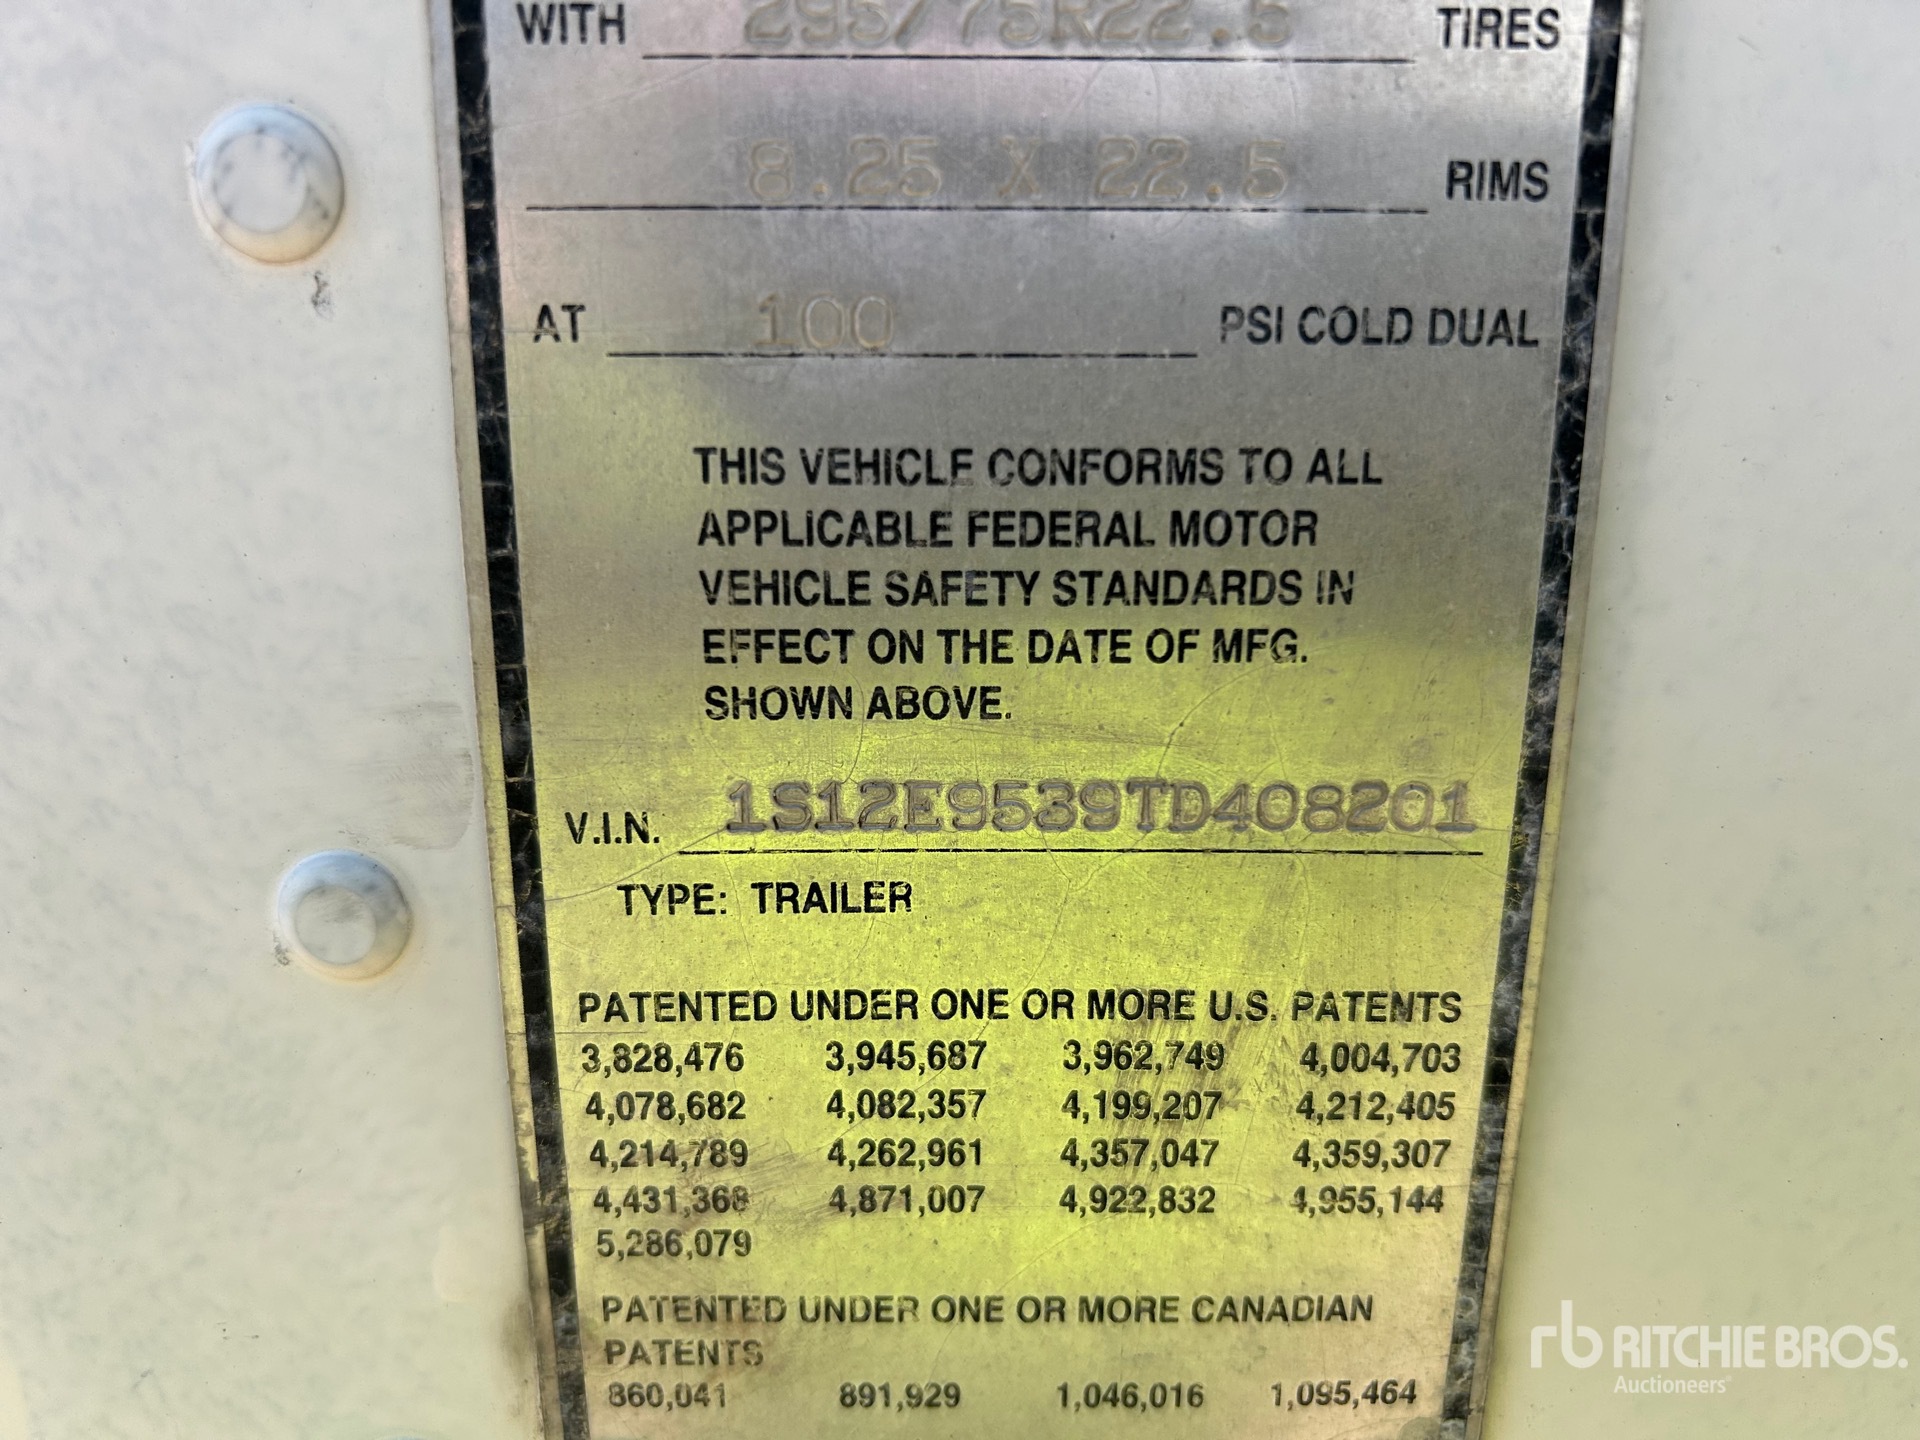 WITH 295/75R22.5 TIRES
8.25 X 22.5 RIMS
AT 100 PSI COLD DUAL
THIS VEHICLE CONFORMS TO ALL
APPLICABLE FEDERAL MOTOR
VEHICLE SAFETY STANDARDS IN
EFFECT ON THE DATE OF MFG.
SHOWN ABOVE.
V.I.N. 1S12E9539TD408201
TYPE: TRAILER
PATENTED UNDER ONE OR MORE U.S. PATENTS
3,828,476 3,945,687 3,962,749 4,004,703
4,078,682 4,082,357 4,199,207 4,212,405
4,214,789 4,262,961 4,357,047 4,359,307
4,431,368 4,871,007 4,922,832 4,955,144
5,286,079
PATENTED UNDER ONE OR MORE CANADIAN
PATENTS
860,041 891,929 1,046,016 1,095,464
rb RITCHIE BROS.
Auctioneers